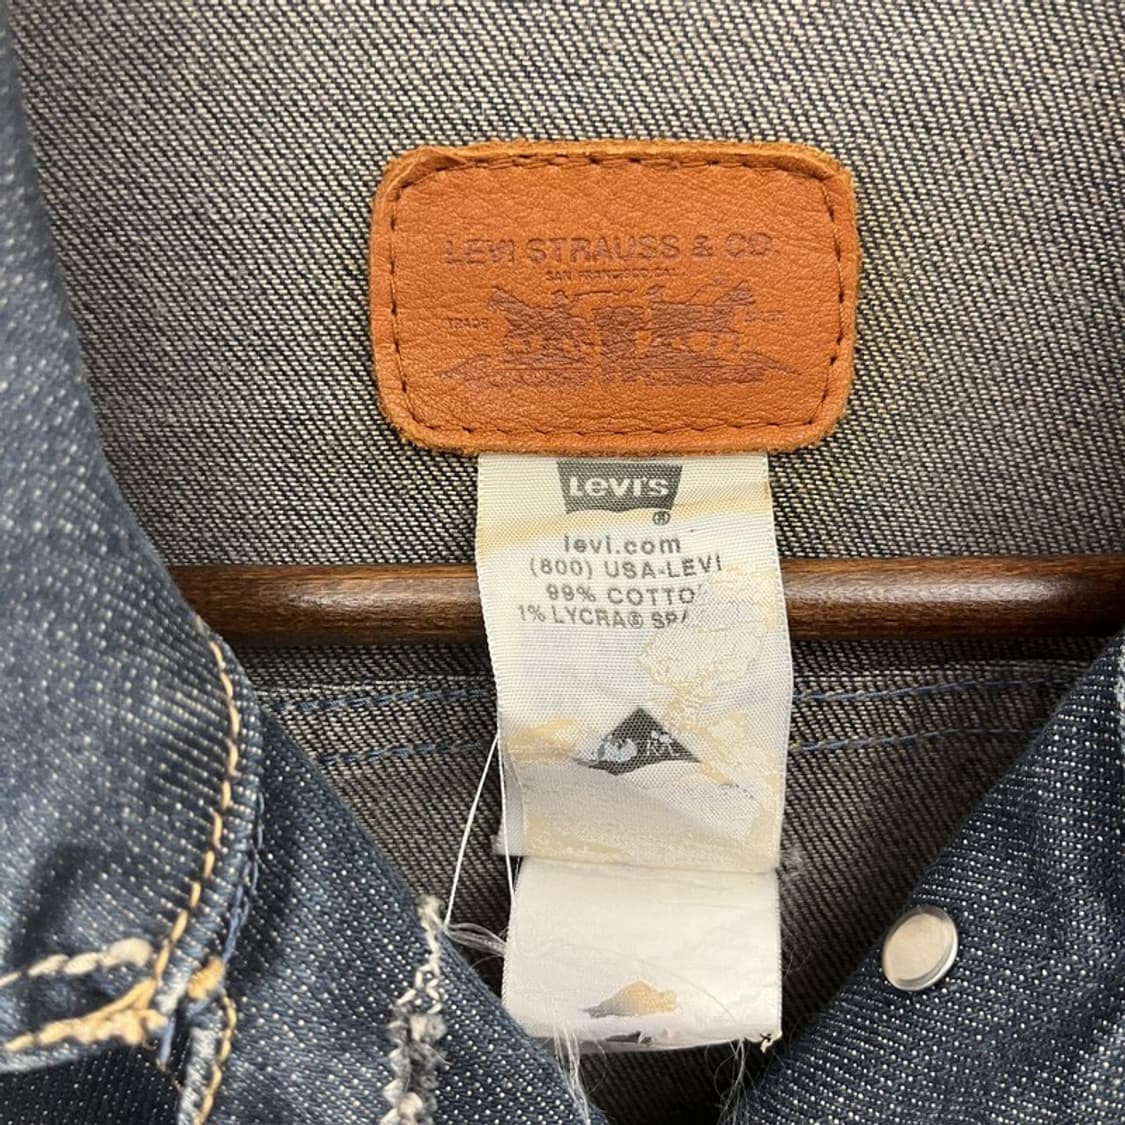 LEVI STRAUSS & CO.
SAN FRANCISCO, CAL.
TRADE
Levi's
®
levi.com
(800) USA-LEVI
99% COTTO
1% LYCRA® SPA